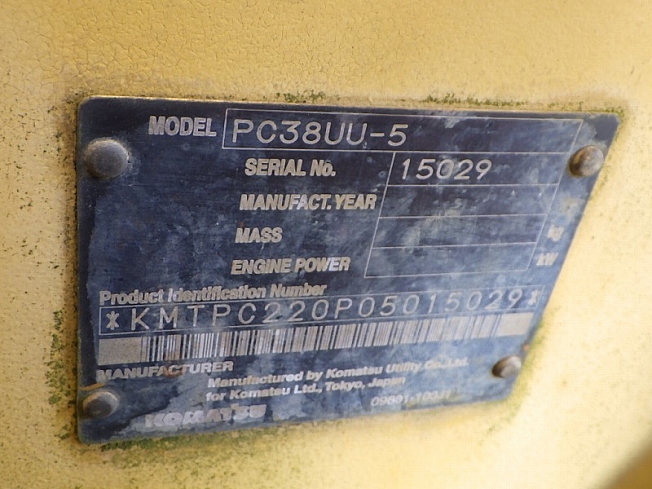 MODEL PC38UU-5
SERIAL No. 15029
MANUFACT.YEAR
MASS kg
ENGINE POWER kW
Product Identification Number
*KMTPC220P05015029*
MANUFACTURER
Manufactured by Komatsu Utility Co.,Ltd.
for Komatsu Ltd., Tokyo, Japan
KOMATSU